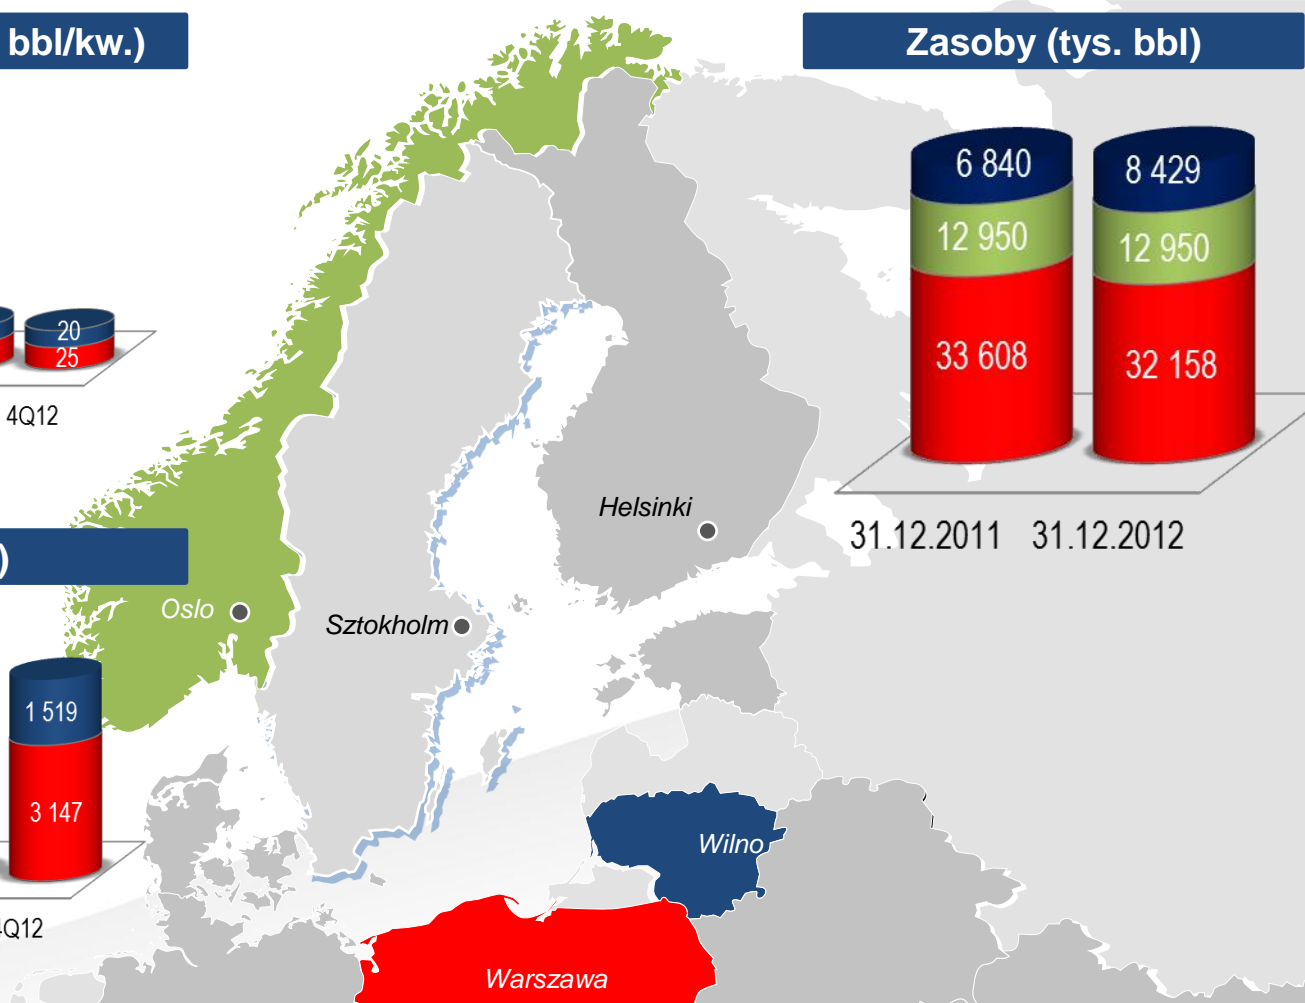 bbl/kw.)
Zasoby (tys. bbl)
6 840
8 429
12 950
12 950
33 608
32 158
31.12.2011
31.12.2012
20
25
4Q12
Helsinki
Oslo
Sztokholm
)
1 519
3 147
4Q12
Wilno
Warszawa